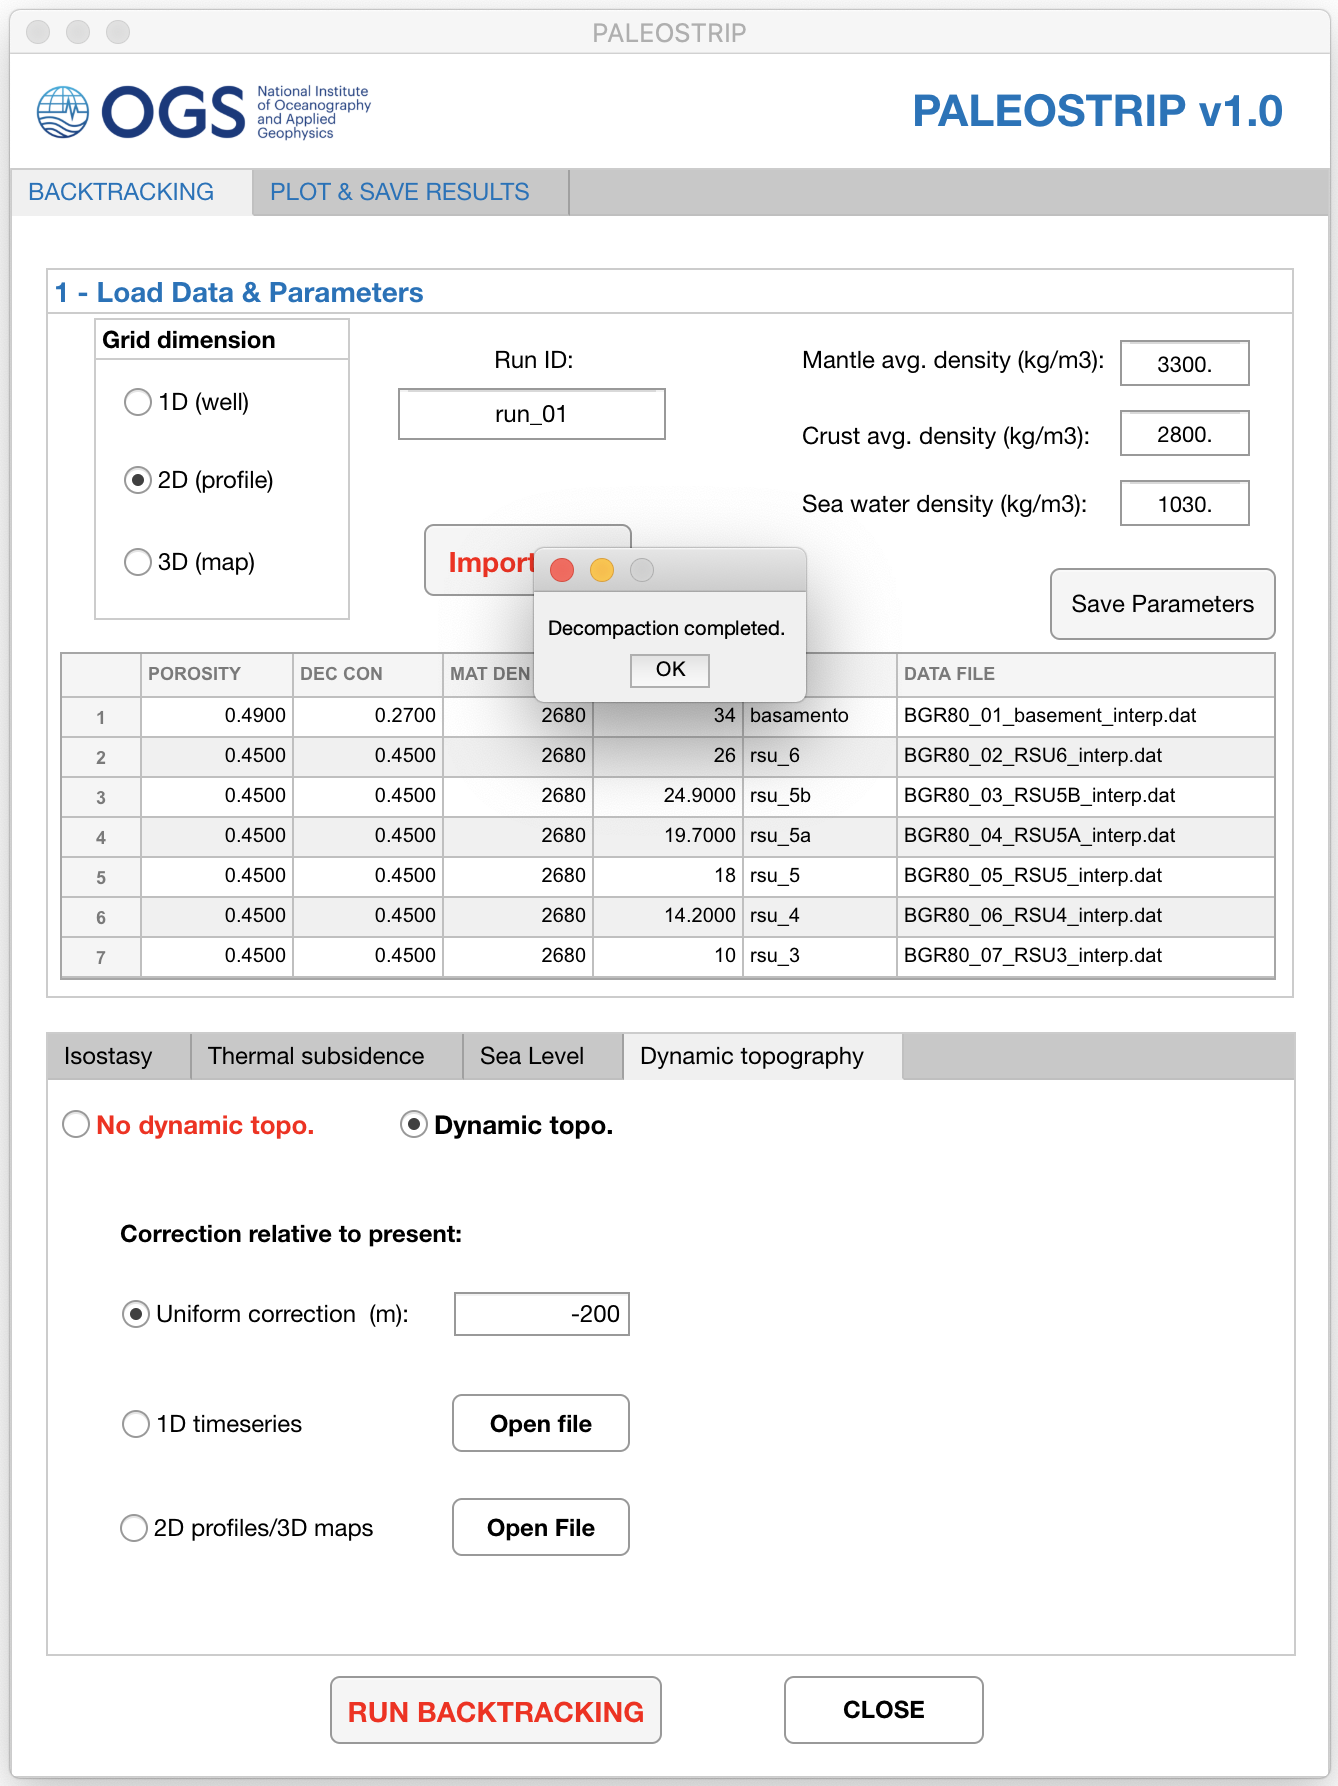 PALEOSTRIP
OGS
National Institute
of Oceanography
and Applied
Geophysics
PALEOSTRIP v1.0
BACKTRACKING PLOT & SAVE RESULTS
1 - Load Data & Parameters
Grid dimension
1D (well)
2D (profile)
3D (map)
Run ID:
run_01
Import
Mantle avg. density (kg/m3): 3300.
Crust avg. density (kg/m3): 2800.
Sea water density (kg/m3): 1030.
Save Parameters
Decompaction completed.
OK
POROSITY DEC CON MAT DEN DATA FILE
1 0.4900 0.2700 2680 34 basamento BGR80_01_basement_interp.dat
2 0.4500 0.4500 2680 26 rsu_6 BGR80_02_RSU6_interp.dat
3 0.4500 0.4500 2680 24.9000 rsu_5b BGR80_03_RSU5B_interp.dat
4 0.4500 0.4500 2680 19.7000 rsu_5a BGR80_04_RSU5A_interp.dat
5 0.4500 0.4500 2680 18 rsu_5 BGR80_05_RSU5_interp.dat
6 0.4500 0.4500 2680 14.2000 rsu_4 BGR80_06_RSU4_interp.dat
7 0.4500 0.4500 2680 10 rsu_3 BGR80_07_RSU3_interp.dat
Isostasy Thermal subsidence Sea Level Dynamic topography
No dynamic topo. Dynamic topo.
Correction relative to present:
Uniform correction (m): -200
1D timeseries Open file
2D profiles/3D maps Open File
RUN BACKTRACKING CLOSE